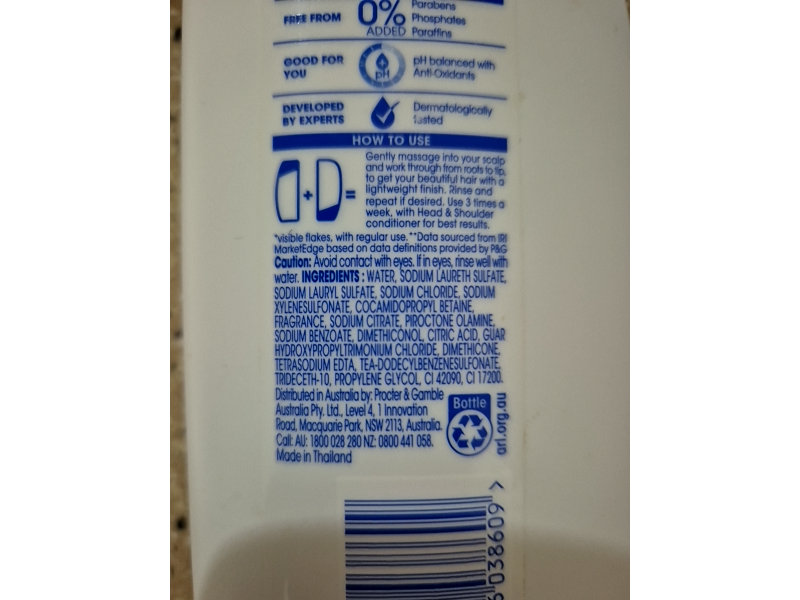 FREE FROM 0% ADDED Parabens
Phosphates
Paraffins
GOOD FOR YOU
pH
pH balanced with
Anti-Oxidants
DEVELOPED BY EXPERTS
Dermatologically
tested
HOW TO USE
Gently massage into your scalp
and work through from roots to tip,
to get your beautiful hair with a
lightweight finish. Rinse and
repeat if desired. Use 3 times a
week, with Head & Shoulder
conditioner for best results.
+ =
*visible flakes, with regular use. **Data sourced from IRI
MarketEdge based on data definitions provided by P&G
Caution: Avoid contact with eyes. If in eyes, rinse well with
water. INGREDIENTS : WATER, SODIUM LAURETH SULFATE,
SODIUM LAURYL SULFATE, SODIUM CHLORIDE, SODIUM
XYLENESULFONATE, COCAMIDOPROPYL BETAINE,
FRAGRANCE, SODIUM CITRATE, PIROCTONE OLAMINE,
SODIUM BENZOATE, DIMETHICONOL, CITRIC ACID, GUAR
HYDROXYPROPYLTRIMONIUM CHLORIDE, DIMETHICONE,
TETRASODIUM EDTA, TEA-DODECYLBENZENESULFONATE,
TRIDECETH-10, PROPYLENE GLYCOL, CI 42090, CI 17200.
Distributed in Australia by: Procter & Gamble
Australia Pty. Ltd., Level 4, 1 Innovation
Road, Macquarie Park, NSW 2113, Australia.
Call: AU: 1800 028 280 NZ: 0800 441 058.
Made in Thailand
Bottle
arl.org.au
038609 >